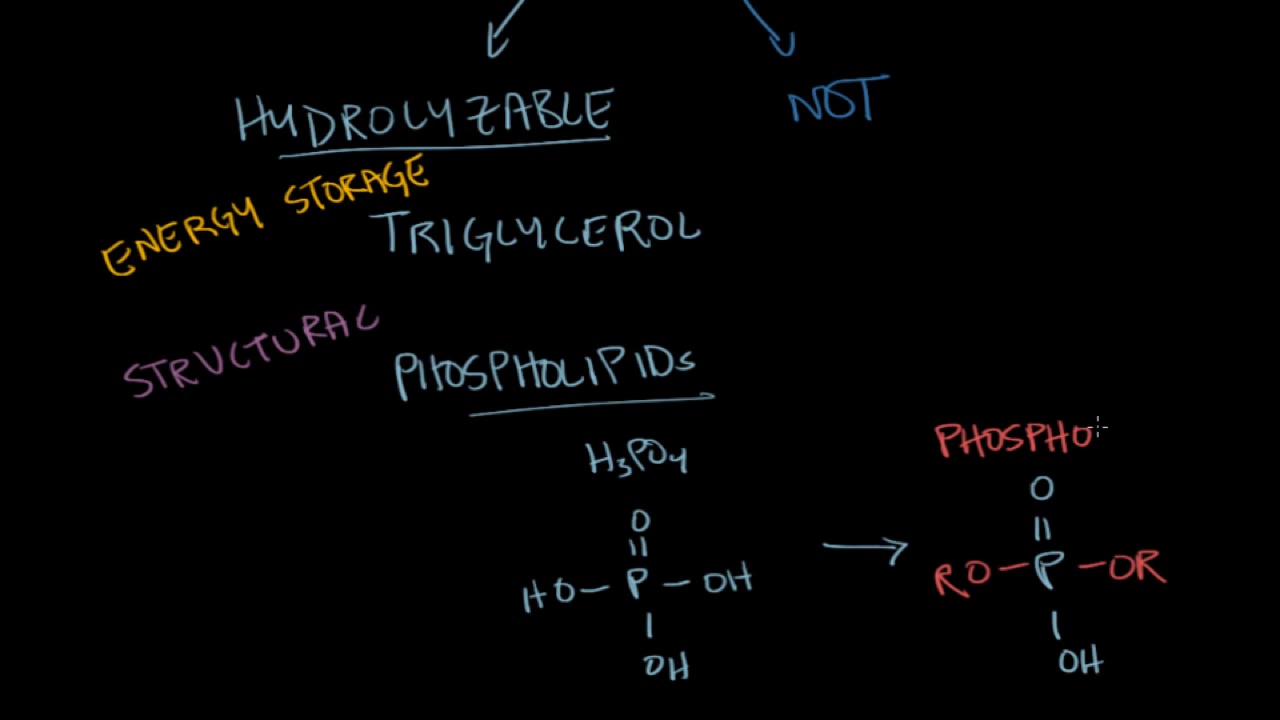 HYDROLYZABLE
NOT
ENERGY STORAGE
TRIGLYCEROL
STRUCTURAL
PHOSPHOLIPIDS
H₃PO₄
PHOSPHO
O
||
HO–P–OH
|
OH
→
O
||
RO–P–OR
|
OH